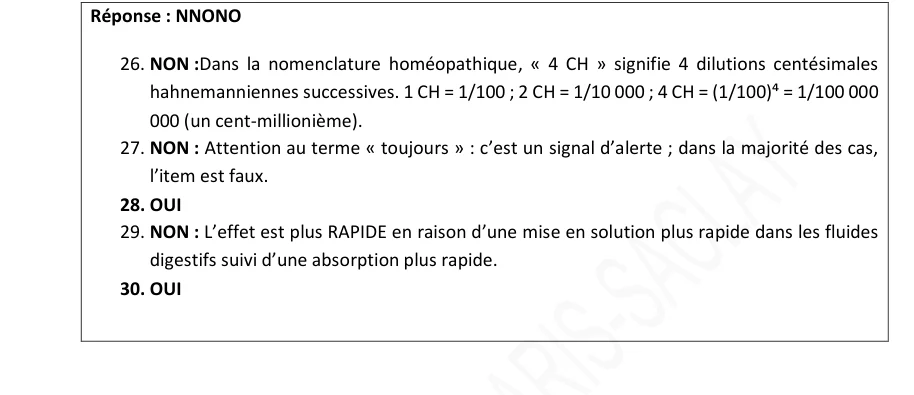 Réponse : NNONO
26. NON :Dans la nomenclature homéopathique, « 4 CH » signifie 4 dilutions centésimales
hahnemanniennes successives. 1 CH = 1/100 ; 2 CH = 1/10 000 ; 4 CH = (1/100)⁴ = 1/100 000
000 (un cent-millionième).
27. NON : Attention au terme « toujours » : c’est un signal d’alerte ; dans la majorité des cas,
l’item est faux.
28. OUI
29. NON : L’effet est plus RAPIDE en raison d’une mise en solution plus rapide dans les fluides
digestifs suivi d’une absorption plus rapide.
30. OUI
ARIS-SACLAY